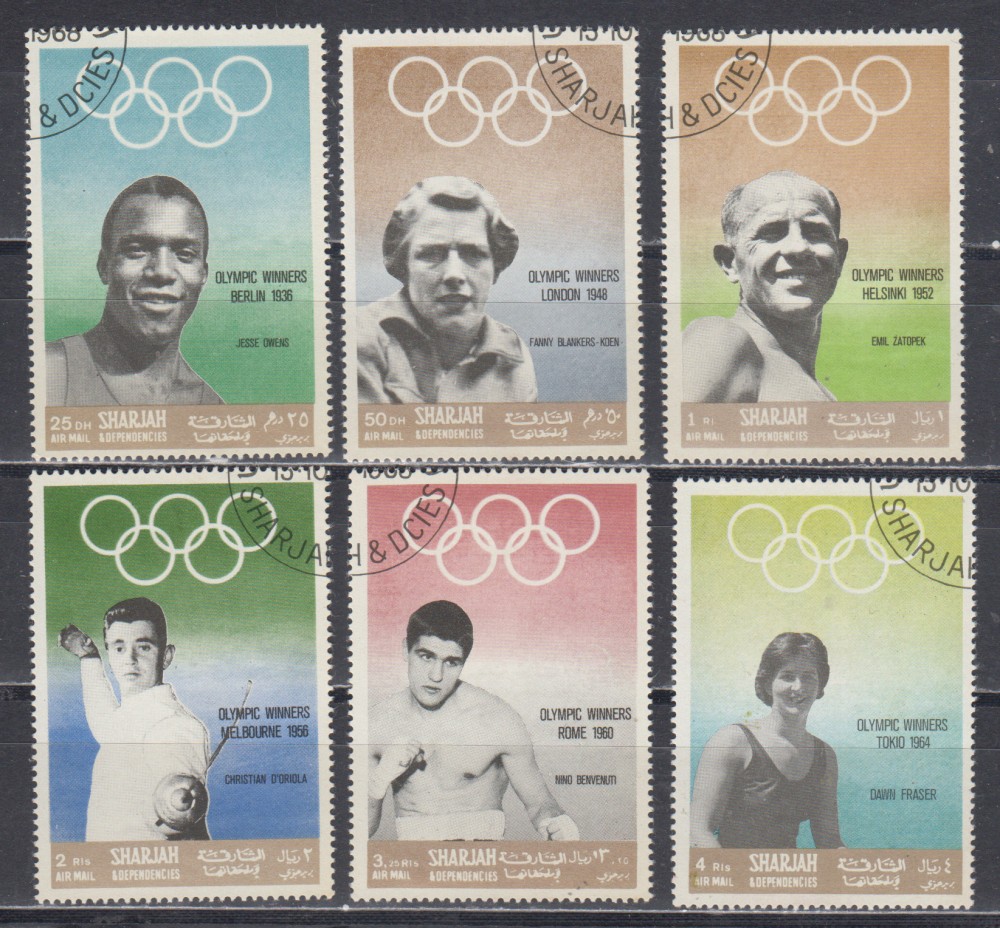 1968
H & DCIES
OLYMPIC WINNERS
BERLIN 1936
JESSE OWENS
25 DH SHARJAH الشارقة ٢٥ درهم
AIR MAIL & DEPENDENCIES وملحقاتها بريد جوي
15-10
SHARJAH
OLYMPIC WINNERS
LONDON 1948
FANNY BLANKERS-KOEN
50 DH SHARJAH الشارقة ٥٠ درهم
AIR MAIL & DEPENDENCIES وملحقاتها بريد جوي
1968
H & DCIES
OLYMPIC WINNERS
HELSINKI 1952
EMIL ŽATOPEK
1 RI SHARJAH الشارقة ١ ريال
AIR MAIL & DEPENDENCIES وملحقاتها بريد جوي
15-10
SHARJAH
OLYMPIC WINNERS
MELBOURNE 1956
CHRISTIAN D'ORIOLA
2 RIs SHARJAH الشارقة ٢ ريال
AIR MAIL & DEPENDENCIES وملحقاتها بريد جوي
1968
H & DCIES
OLYMPIC WINNERS
ROME 1960
NINO BENVENUTI
3,25 RIs SHARJAH الشارقة ريال
AIR MAIL & DEPENDENCIES وملحقاتها بريد جوي
15-10
SHARJAH
OLYMPIC WINNERS
TOKIO 1964
DAWN FRASER
4 RIs SHARJAH الشارقة ٤ ريال
AIR MAIL & DEPENDENCIES وملحقاتها بريد جوي